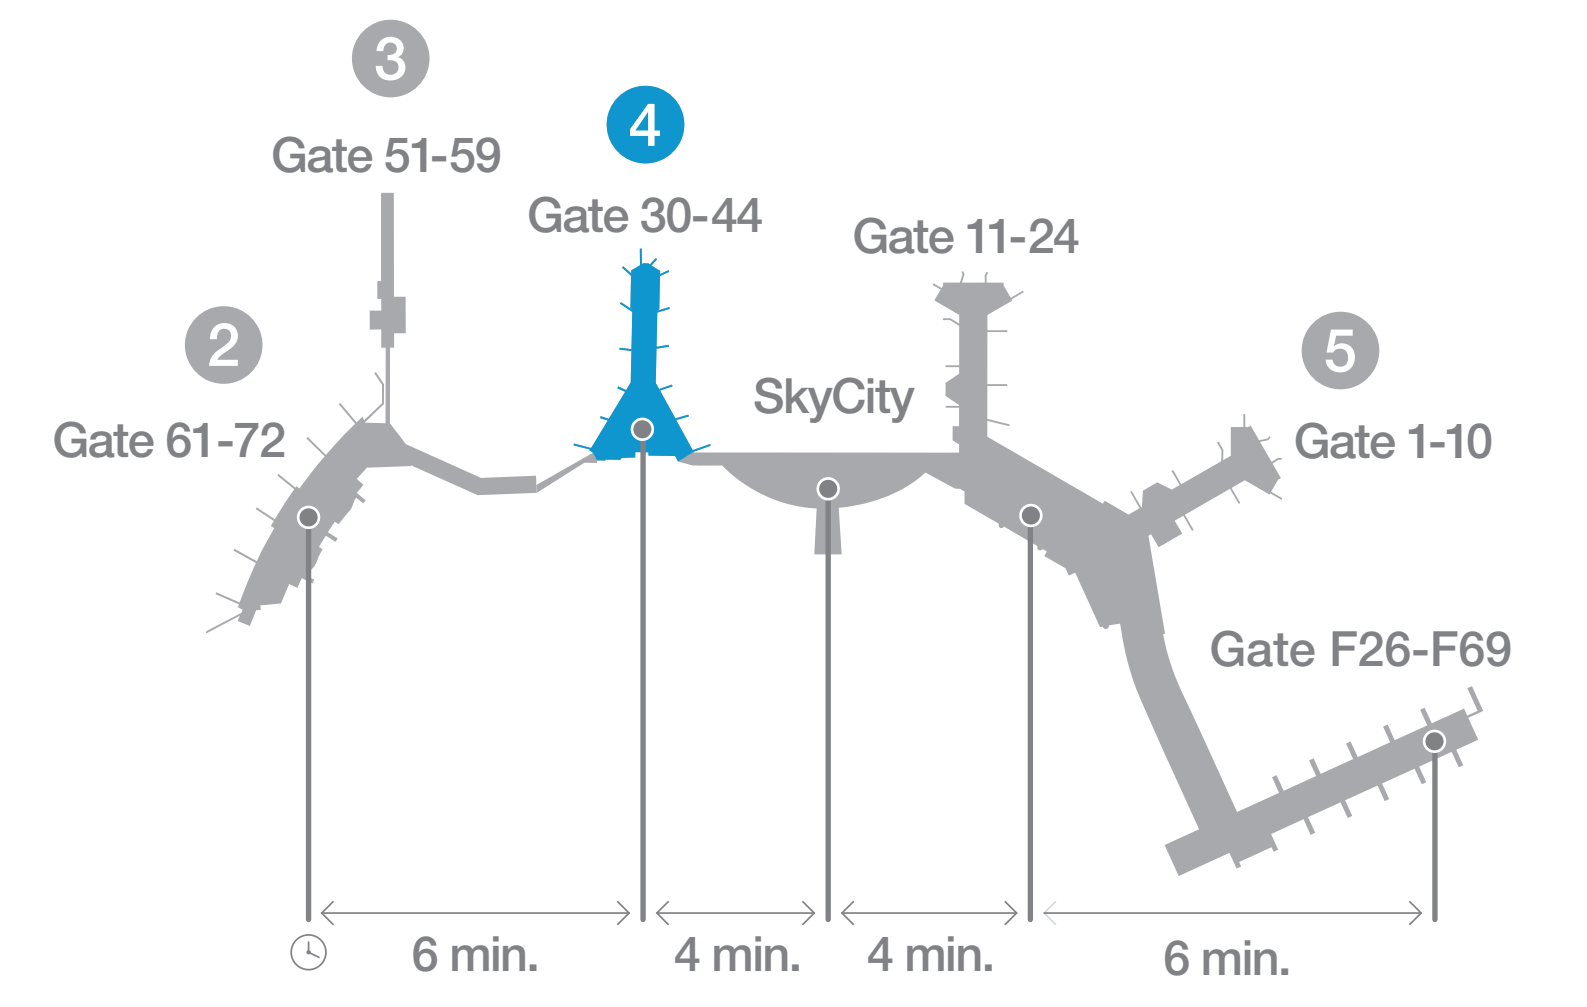 3
Gate 51-59
4
Gate 30-44
Gate 11-24
2
Gate 61-72
SkyCity
5
Gate 1-10
Gate F26-F69
6 min.
4 min.
4 min.
6 min.